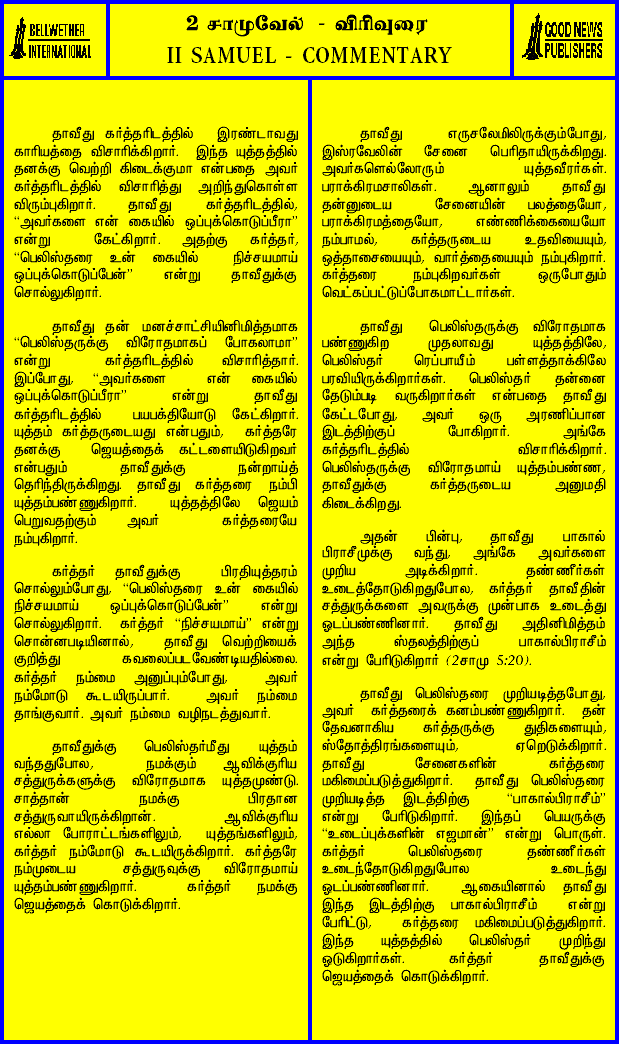 BELLWETHER
INTERNATIONAL
2 சாமுவேல் - விரிவுரை
II SAMUEL - COMMENTARY
GOOD NEWS
PUBLISHERS
தாவீது கர்த்தரிடத்தில் இரண்டாவது
காரியத்தை விசாரிக்கிறார். இந்த யுத்தத்தில்
தனக்கு வெற்றி கிடைக்குமா என்பதை அவர்
கர்த்தரிடத்தில் விசாரித்து அறிந்துகொள்ள
விரும்புகிறார். தாவீது கர்த்தரிடத்தில்,
“அவர்களை என் கையில் ஒப்புக்கொடுப்பீரா”
என்று கேட்கிறார். அதற்கு கர்த்தர்,
“பெலிஸ்தரை உன் கையில் நிச்சயமாய்
ஒப்புக்கொடுப்பேன்” என்று தாவீதுக்கு
சொல்லுகிறார்.
தாவீது தன் மனச்சாட்சியினிமித்தமாக
“பெலிஸ்தருக்கு விரோதமாகப் போகலாமா”
என்று கர்த்தரிடத்தில் விசாரித்தார்.
இப்போது, “அவர்களை என் கையில்
ஒப்புக்கொடுப்பீரா” என்று தாவீது
கர்த்தரிடத்தில் பயபக்தியோடு கேட்கிறார்.
யுத்தம் கர்த்தருடையது என்பதும், கர்த்தரே
தனக்கு ஜெயத்தைக் கட்டளையிடுகிறவர்
என்பதும் தாவீதுக்கு நன்றாய்த்
தெரிந்திருக்கிறது. தாவீது கர்த்தரை நம்பி
யுத்தம்பண்ணுகிறார். யுத்தத்திலே ஜெயம்
பெறுவதற்கும் அவர் கர்த்தரையே
நம்புகிறார்.
கர்த்தர் தாவீதுக்கு பிரதியுத்தரம்
சொல்லும்போது, “பெலிஸ்தரை உன் கையில்
நிச்சயமாய் ஒப்புக்கொடுப்பேன்” என்று
சொல்லுகிறார். கர்த்தர் “நிச்சயமாய்” என்று
சொன்னபடியினால், தாவீது வெற்றியைக்
குறித்து கவலைப்படவேண்டியதில்லை.
கர்த்தர் நம்மை அனுப்பும்போது, அவர்
நம்மோடு கூடயிருப்பார். அவர் நம்மை
தாங்குவார். அவர் நம்மை வழிநடத்துவார்.
தாவீதுக்கு பெலிஸ்தர்மீது யுத்தம்
வந்ததுபோல, நமக்கும் ஆவிக்குரிய
சத்துருக்களுக்கு விரோதமாக யுத்தமுண்டு.
சாத்தான் நமக்கு பிரதான
சத்துருவாயிருக்கிறான். ஆவிக்குரிய
எல்லா போராட்டங்களிலும், யுத்தங்களிலும்,
கர்த்தர் நம்மோடு கூடயிருக்கிறார். கர்த்தரே
நம்முடைய சத்துருவுக்கு விரோதமாய்
யுத்தம்பண்ணுகிறார். கர்த்தர் நமக்கு
ஜெயத்தைக் கொடுக்கிறார்.
தாவீது எருசலேமிலிருக்கும்போது,
இஸ்ரவேலின் சேனை பெரிதாயிருக்கிறது.
அவர்களெல்லோரும் யுத்தவீரர்கள்.
பராக்கிரமசாலிகள். ஆனாலும் தாவீது
தன்னுடைய சேனையின் பலத்தையோ,
பராக்கிரமத்தையோ, எண்ணிக்கையையோ
நம்பாமல், கர்த்தருடைய உதவியையும்,
ஒத்தாசையையும், வார்த்தையையும் நம்புகிறார்.
கர்த்தரை நம்புகிறவர்கள் ஒருபோதும்
வெட்கப்பட்டுப்போகமாட்டார்கள்.
தாவீது பெலிஸ்தருக்கு விரோதமாக
பண்ணுகிற முதலாவது யுத்தத்திலே,
பெலிஸ்தர் ரெப்பாயீம் பள்ளத்தாக்கிலே
பரவியிருக்கிறார்கள். பெலிஸ்தர் தன்னை
தேடும்படி வருகிறார்கள் என்பதை தாவீது
கேட்டபோது, அவர் ஒரு அரணிப்பான
இடத்திற்குப் போகிறார். அங்கே
கர்த்தரிடத்தில் விசாரிக்கிறார்.
பெலிஸ்தருக்கு விரோதமாய் யுத்தம்பண்ண,
தாவீதுக்கு கர்த்தருடைய அனுமதி
கிடைக்கிறது.
அதன் பின்பு, தாவீது பாகால்
பிராசீமுக்கு வந்து, அங்கே அவர்களை
முறிய அடிக்கிறார். தண்ணீர்கள்
உடைத்தோடுகிறதுபோல, கர்த்தர் தாவீதின்
சத்துருக்களை அவருக்கு முன்பாக உடைத்து
ஓடப்பண்ணினார். தாவீது அதினிமித்தம்
அந்த ஸ்தலத்திற்குப் பாகால்பிராசீம்
என்று பேரிடுகிறார் (2சாமு 5:20).
தாவீது பெலிஸ்தரை முறியடித்தபோது,
அவர் கர்த்தரைக் கனம்பண்ணுகிறார். தன்
தேவனாகிய கர்த்தருக்கு துதிகளையும்,
ஸ்தோத்திரங்களையும், ஏறெடுக்கிறார்.
தாவீது சேனைகளின் கர்த்தரை
மகிமைப்படுத்துகிறார். தாவீது பெலிஸ்தரை
முறியடித்த இடத்திற்கு “பாகால்பிராசீம்”
என்று பேரிடுகிறார். இந்தப் பெயருக்கு
“உடைப்புக்களின் எஜமான்” என்று பொருள்.
கர்த்தர் பெலிஸ்தரை தண்ணீர்கள்
உடைந்தோடுகிறதுபோல உடைந்து
ஓடப்பண்ணினார். ஆகையினால் தாவீது
இந்த இடத்திற்கு பாகால்பிராசீம் என்று
பேரிட்டு, கர்த்தரை மகிமைப்படுத்துகிறார்.
இந்த யுத்தத்தில் பெலிஸ்தர் முறிந்து
ஓடுகிறார்கள். கர்த்தர் தாவீதுக்கு
ஜெயத்தைக் கொடுக்கிறார்.